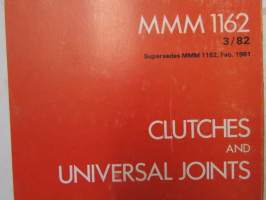 MMM 1162
3/82
Supersedes MMM 1162, Feb. 1981
CLUTCHES
AND
UNIVERSAL JOINTS